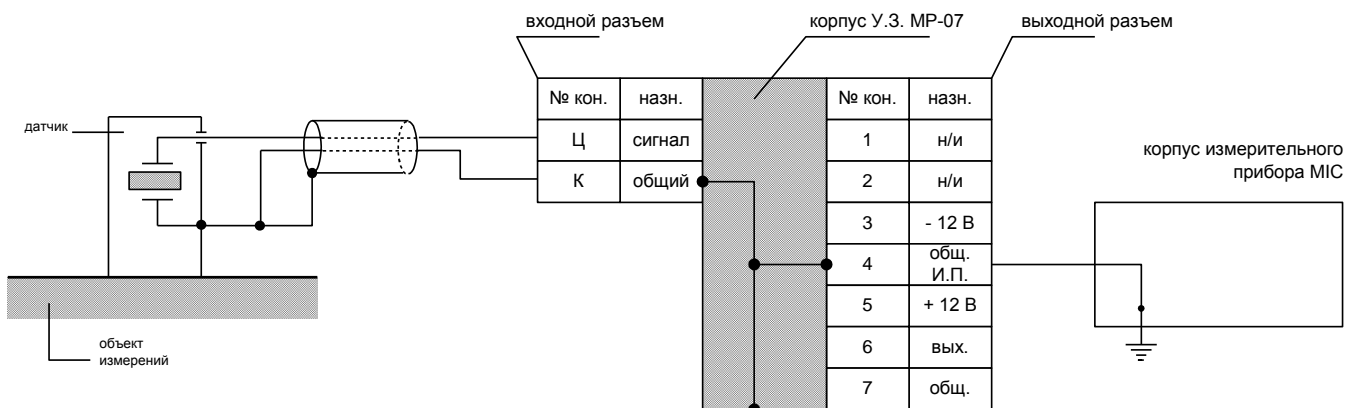 входной разъем
корпус У.З. МР-07
выходной разъем
№ кон.
назн.
№ кон.
назн.
датчик
Ц
сигнал
1
н/и
корпус измерительного
прибора MIC
К
общий
2
н/и
3
- 12 В
4
общ.
И.П.
5
+ 12 В
объект
измерений
6
вых.
7
общ.